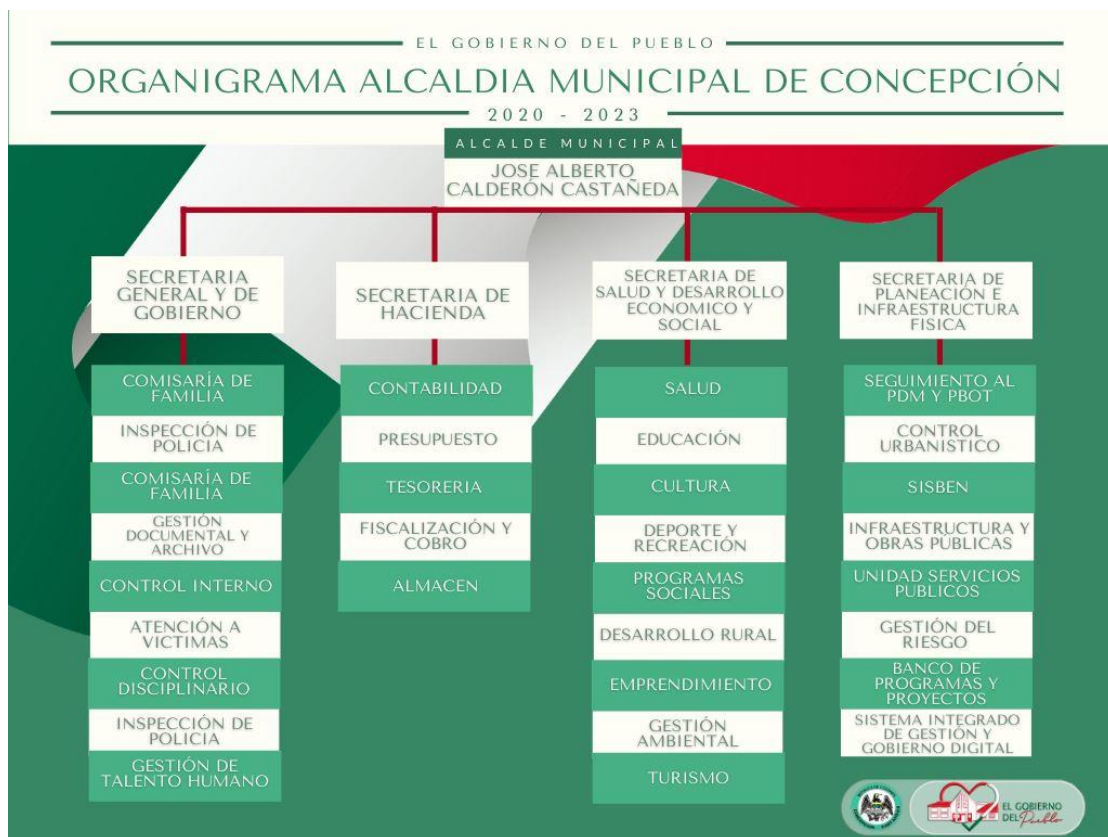 EL GOBIERNO DEL PUEBLO
ORGANIGRAMA ALCALDIA MUNICIPAL DE CONCEPCIÓN
2020 - 2023
ALCALDE MUNICIPAL
JOSE ALBERTO
CALDERÓN CASTAÑEDA
SECRETARIA
GENERAL Y DE
GOBIERNO
COMISARÍA DE
FAMILIA
INSPECCIÓN DE
POLICIA
COMISARÍA DE
FAMILIA
GESTIÓN
DOCUMENTAL Y
ARCHIVO
CONTROL INTERNO
ATENCIÓN A
VICTIMAS
CONTROL
DISCIPLINARIO
INSPECCIÓN DE
POLICIA
GESTIÓN DE
TALENTO HUMANO
SECRETARIA DE
HACIENDA
CONTABILIDAD
PRESUPUESTO
TESORERIA
FISCALIZACIÓN Y
COBRO
ALMACEN
SECRETARIA DE
SALUD Y DESARROLLO
ECONOMICO Y
SOCIAL
SALUD
EDUCACIÓN
CULTURA
DEPORTE Y
RECREACIÓN
PROGRAMAS
SOCIALES
DESARROLLO RURAL
EMPRENDIMIENTO
GESTIÓN
AMBIENTAL
TURISMO
SECRETARIA DE
PLANEACIÓN E
INFRAESTRUCTURA
FISICA
SEGUIMIENTO AL
PDM Y PBOT
CONTROL
URBANISTICO
SISBEN
INFRAESTRUCTURA Y
OBRAS PÚBLICAS
UNIDAD SERVICIOS
PUBLICOS
GESTIÓN DEL
RIESGO
BANCO DE
PROGRAMAS Y
PROYECTOS
SISTEMA INTEGRADO
DE GESTIÓN Y
GOBIERNO DIGITAL
EL GOBIERNO
DEL Pueblo